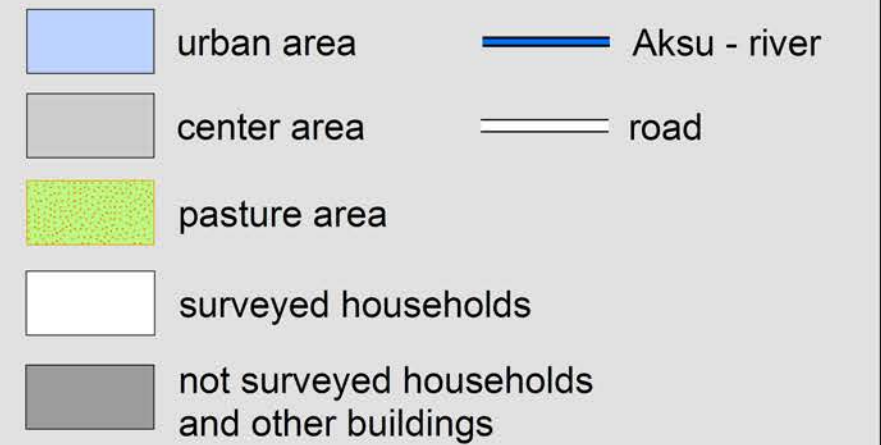 urban area
Aksu - river
center area
road
pasture area
surveyed households
not surveyed households
and other buildings